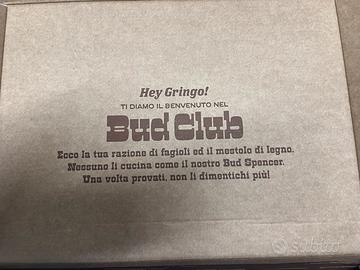 Hey Gringo!
TI DIAMO IL BENVENUTO NEL
Bud Club
Ecco la tua razione di fagioli ed il mestolo di legno.
Nessuno li cucina come il nostro Bud Spencer.
Una volta provati, non li dimentichi più!
subito